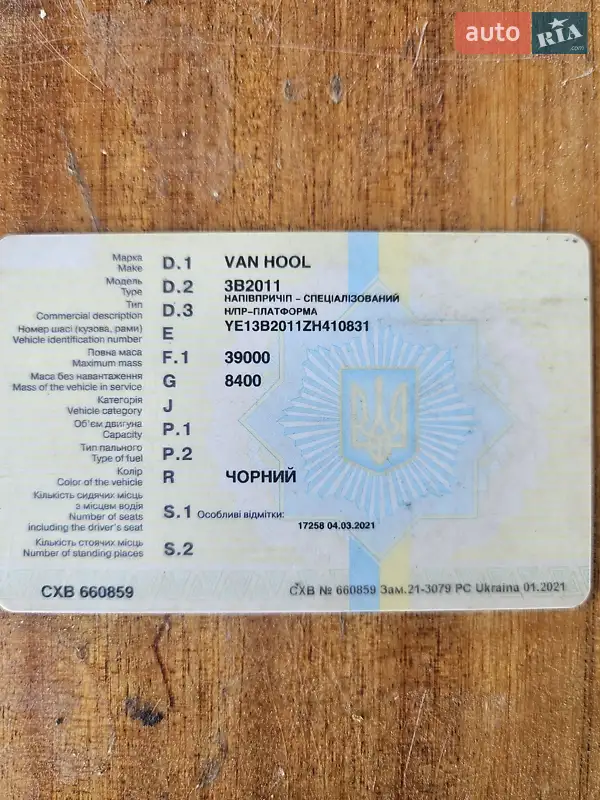 auto RIA.com
Марка D.1 VAN HOOL
Make
Модель D.2 3B2011
Type
Тип D.3 НАПІВПРИЧІП - СПЕЦІАЛІЗОВАНИЙ
Commercial description Н/ПР-ПЛАТФОРМА
Номер шасі (кузова, рами) E YE13B2011ZH410831
Vehicle identification number
Повна маса F.1 39000
Maximum mass
Маса без навантаження G 8400
Mass of the vehicle in service
Категорія J
Vehicle category
Об'єм двигуна P.1
Capacity
Тип пального P.2
Type of fuel
Колір R ЧОРНИЙ
Color of the vehicle
Кількість сидячих місць
з місцем водія S.1 Особливі відмітки:
Number of seats
including the driver's seat 17258 04.03.2021
Кількість стоячих місць S.2
Number of standing places
СХВ 660859
СХВ № 660859 Зам.21-3079 РС Ukraina 01.2021